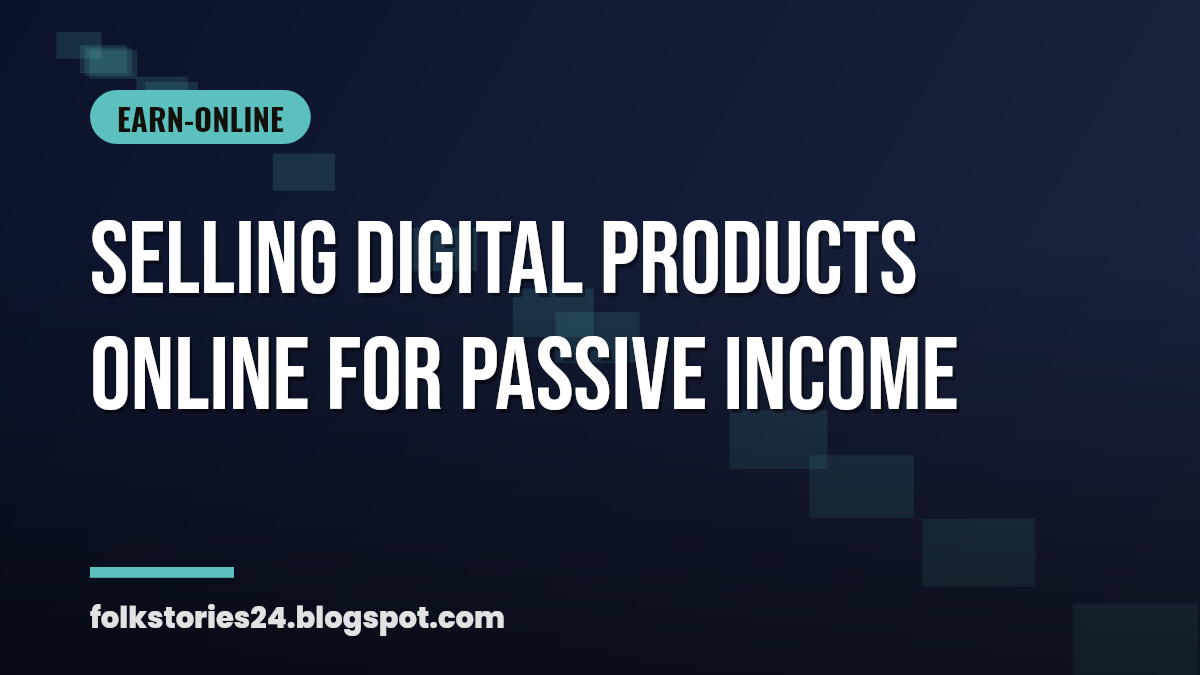 EARN-ONLINE
SELLING DIGITAL PRODUCTS
ONLINE FOR PASSIVE INCOME
folkstories24.blogspot.com